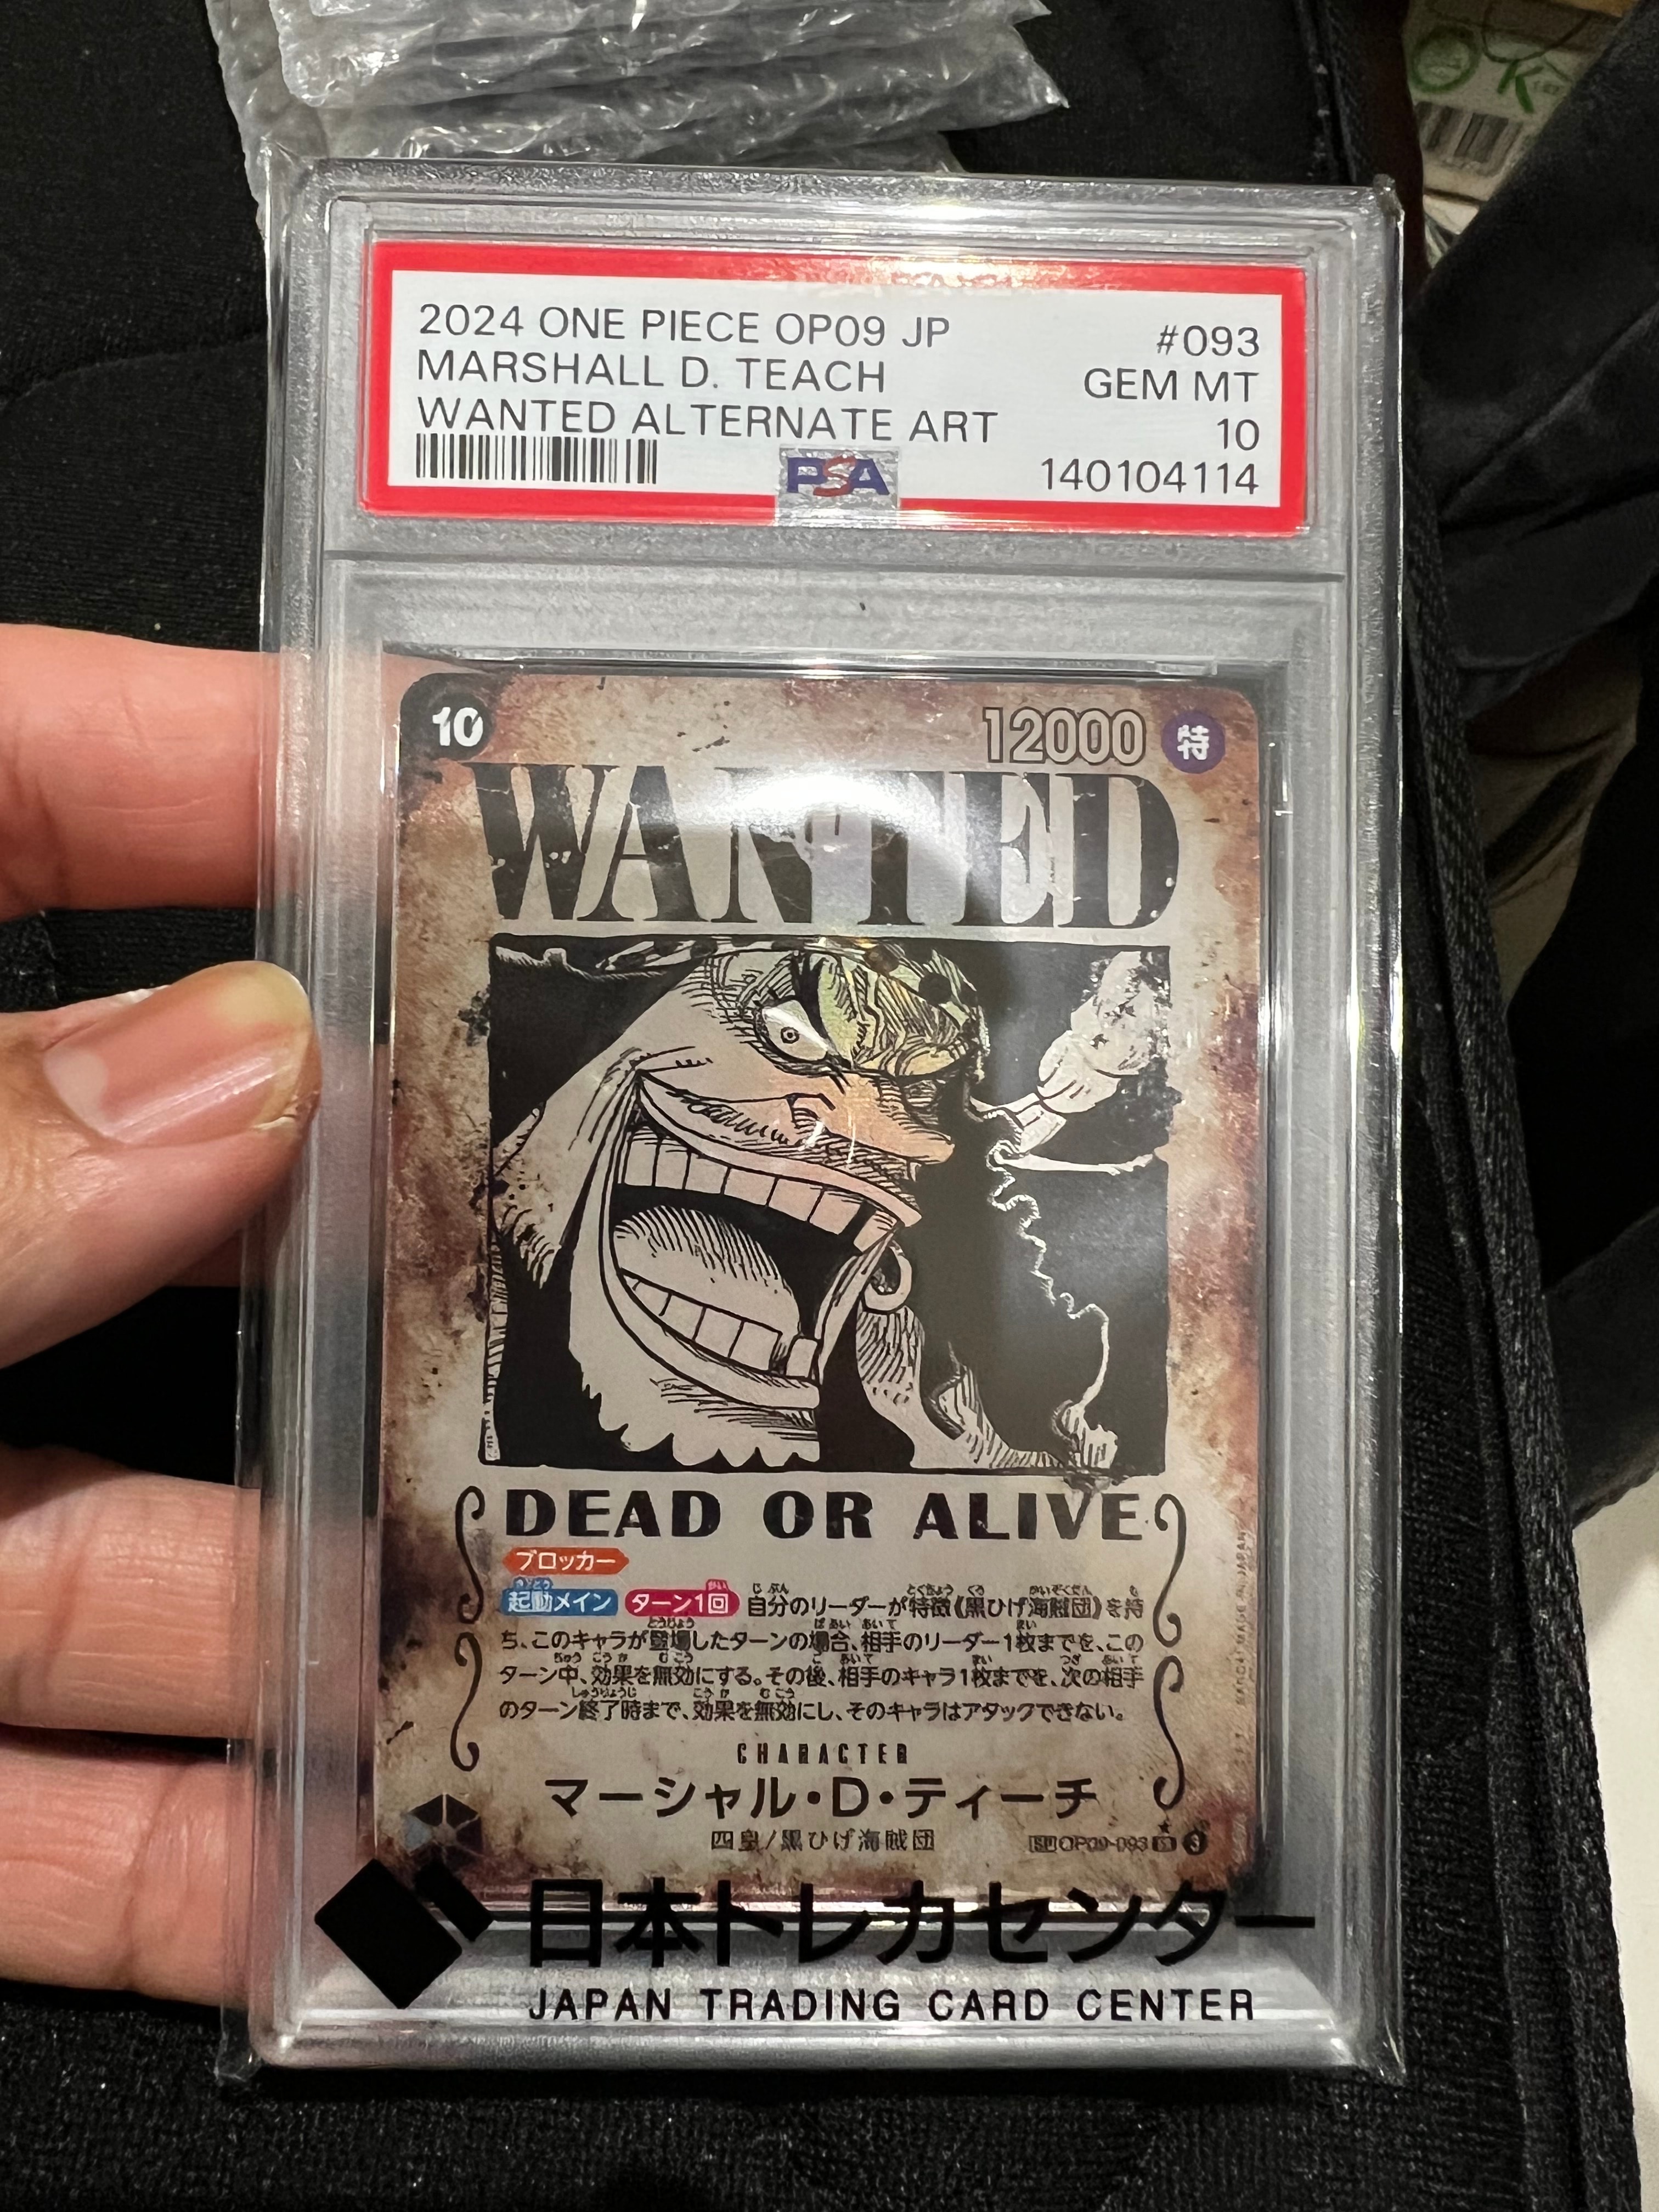 2024 ONE PIECE OP09 JP #093
MARSHALL D. TEACH GEM MT
WANTED ALTERNATE ART 10
PSA 140104114
10 12000 特
WANTED
DEAD OR ALIVE
ブロッカー
起動メイン ターン1回 自分のリーダーが特徴《黒ひげ海賊団》を持
ち、このキャラが登場したターンの場合、相手のリーダー1枚までを、この
ターン中、効果を無効にする。その後、相手のキャラ1枚までを、次の相手
のターン終了時まで、効果を無効にし、そのキャラはアタックできない。
CHARACTER
マーシャル・D・ティーチ
四皇/黒ひげ海賊団 OP09-093
日本トレカセンター
JAPAN TRADING CARD CENTER